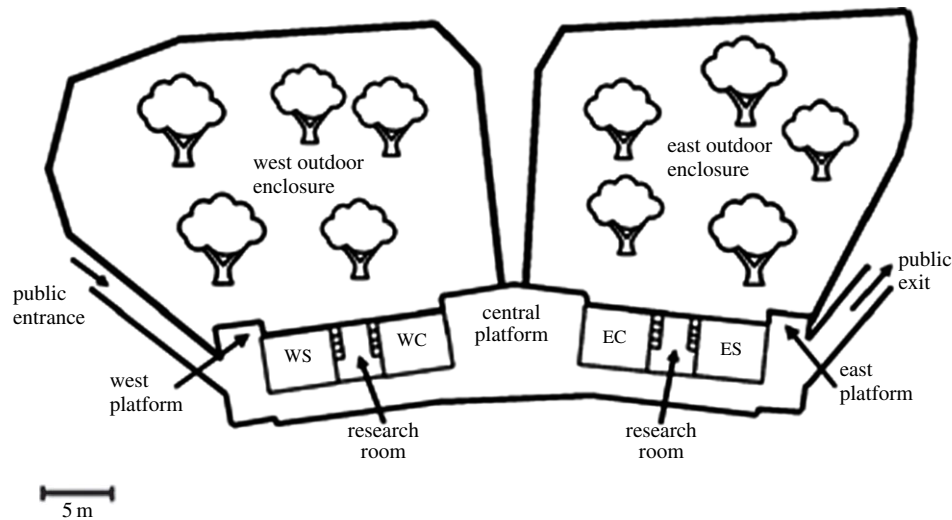 west outdoor
enclosure
east outdoor
enclosure
public
entrance
public
exit
central
platform
WS
WC
EC
ES
west
platform
east
platform
research
room
research
room
5 m